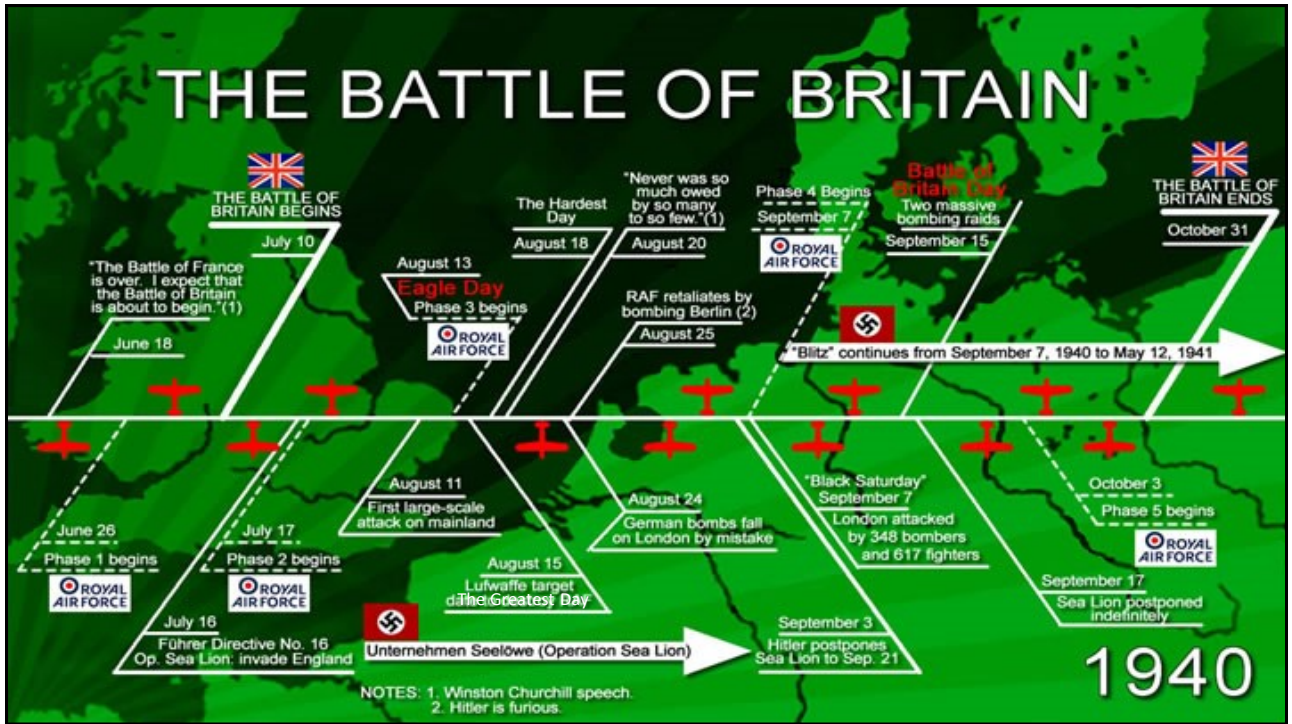 THE BATTLE OF BRITAIN
THE BATTLE OF
BRITAIN BEGINS
July 10
"The Battle of France
is over. I expect that
the Battle of Britain
is about to begin."(1)
June 18
August 13
Eagle Day
Phase 3 begins
ROYAL
AIR FORCE
The Hardest
Day
August 18
"Never was so
much owed
by so many
to so few."(1)
August 20
RAF retaliates by
bombing Berlin (2)
August 25
Phase 4 Begins
September 7
ROYAL
AIR FORCE
Battle of
Britain Day
Two massive
bombing raids
September 15
THE BATTLE OF
BRITAIN ENDS
October 31
"Blitz" continues from September 7, 1940 to May 12, 1941
June 26
Phase 1 begins
ROYAL
AIR FORCE
July 17
Phase 2 begins
ROYAL
AIR FORCE
July 16
Führer Directive No. 16
Op. Sea Lion: invade England
August 11
First large-scale
attack on mainland
August 15
Luftwaffe target
The Greatest Day
August 24
German bombs fall
on London by mistake
"Black Saturday"
September 7
London attacked
by 348 bombers
and 617 fighters
October 3
Phase 5 begins
ROYAL
AIR FORCE
September 17
Sea Lion postponed
indefinitely
September 3
Hitler postpones
Sea Lion to Sep. 21
Unternehmen Seelöwe (Operation Sea Lion)
NOTES: 1. Winston Churchill speech.
2. Hitler is furious.
1940